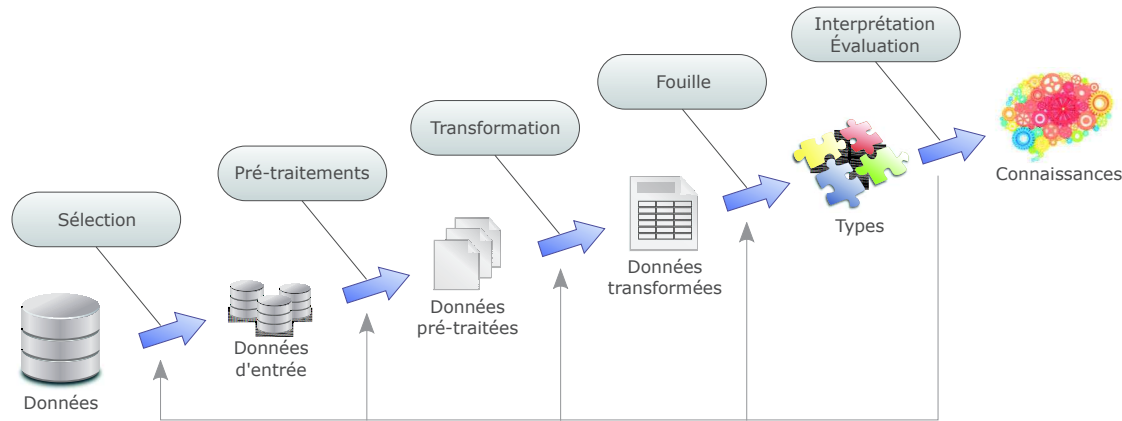 Sélection
Pré-traitements
Transformation
Fouille
Interprétation
Évaluation
Données
Données
d'entrée
Données
pré-traitées
Données
transformées
Types
Connaissances